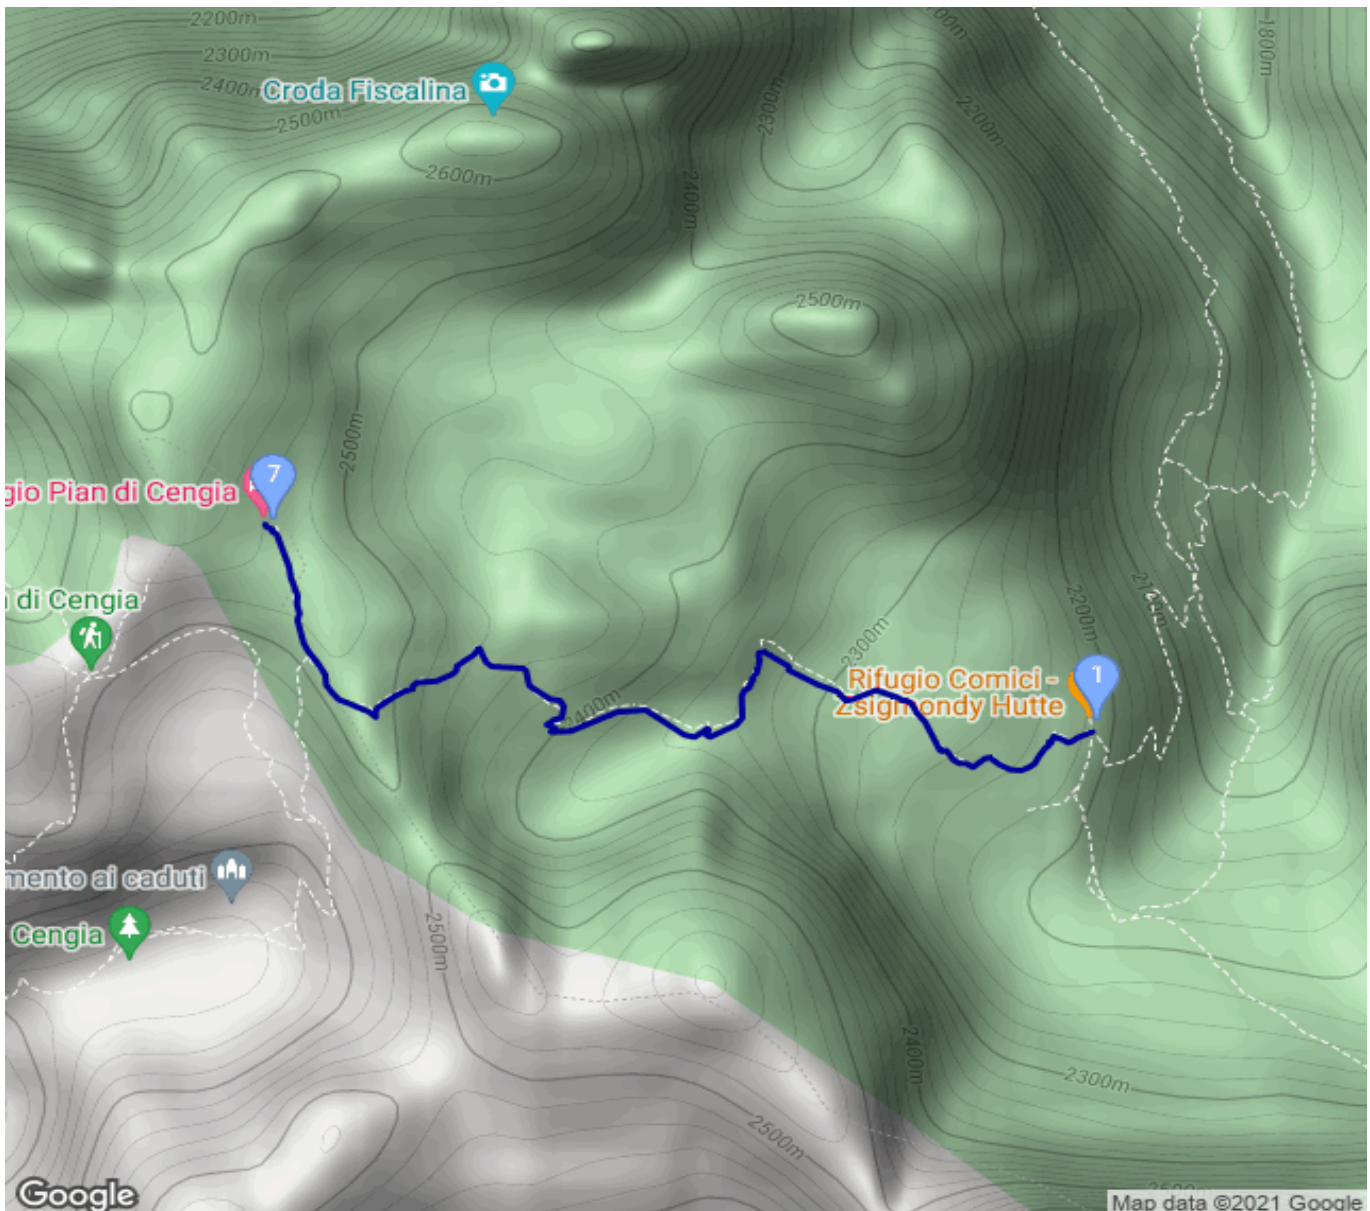 2200m
2300m
2400m
2500m
Croda Fiscalina
2600m
2300m
2200m
1800m
2400m
2500m
2500m
7
gio Pian di Cengia
di Cengia
2200m
2300m
1
Rifugio Comici -
Zsigmondy Hutte
2400m
mento ai caduti
Cengia
2500m
2400m
2300m
2500m
Google
Map data ©2021 Google